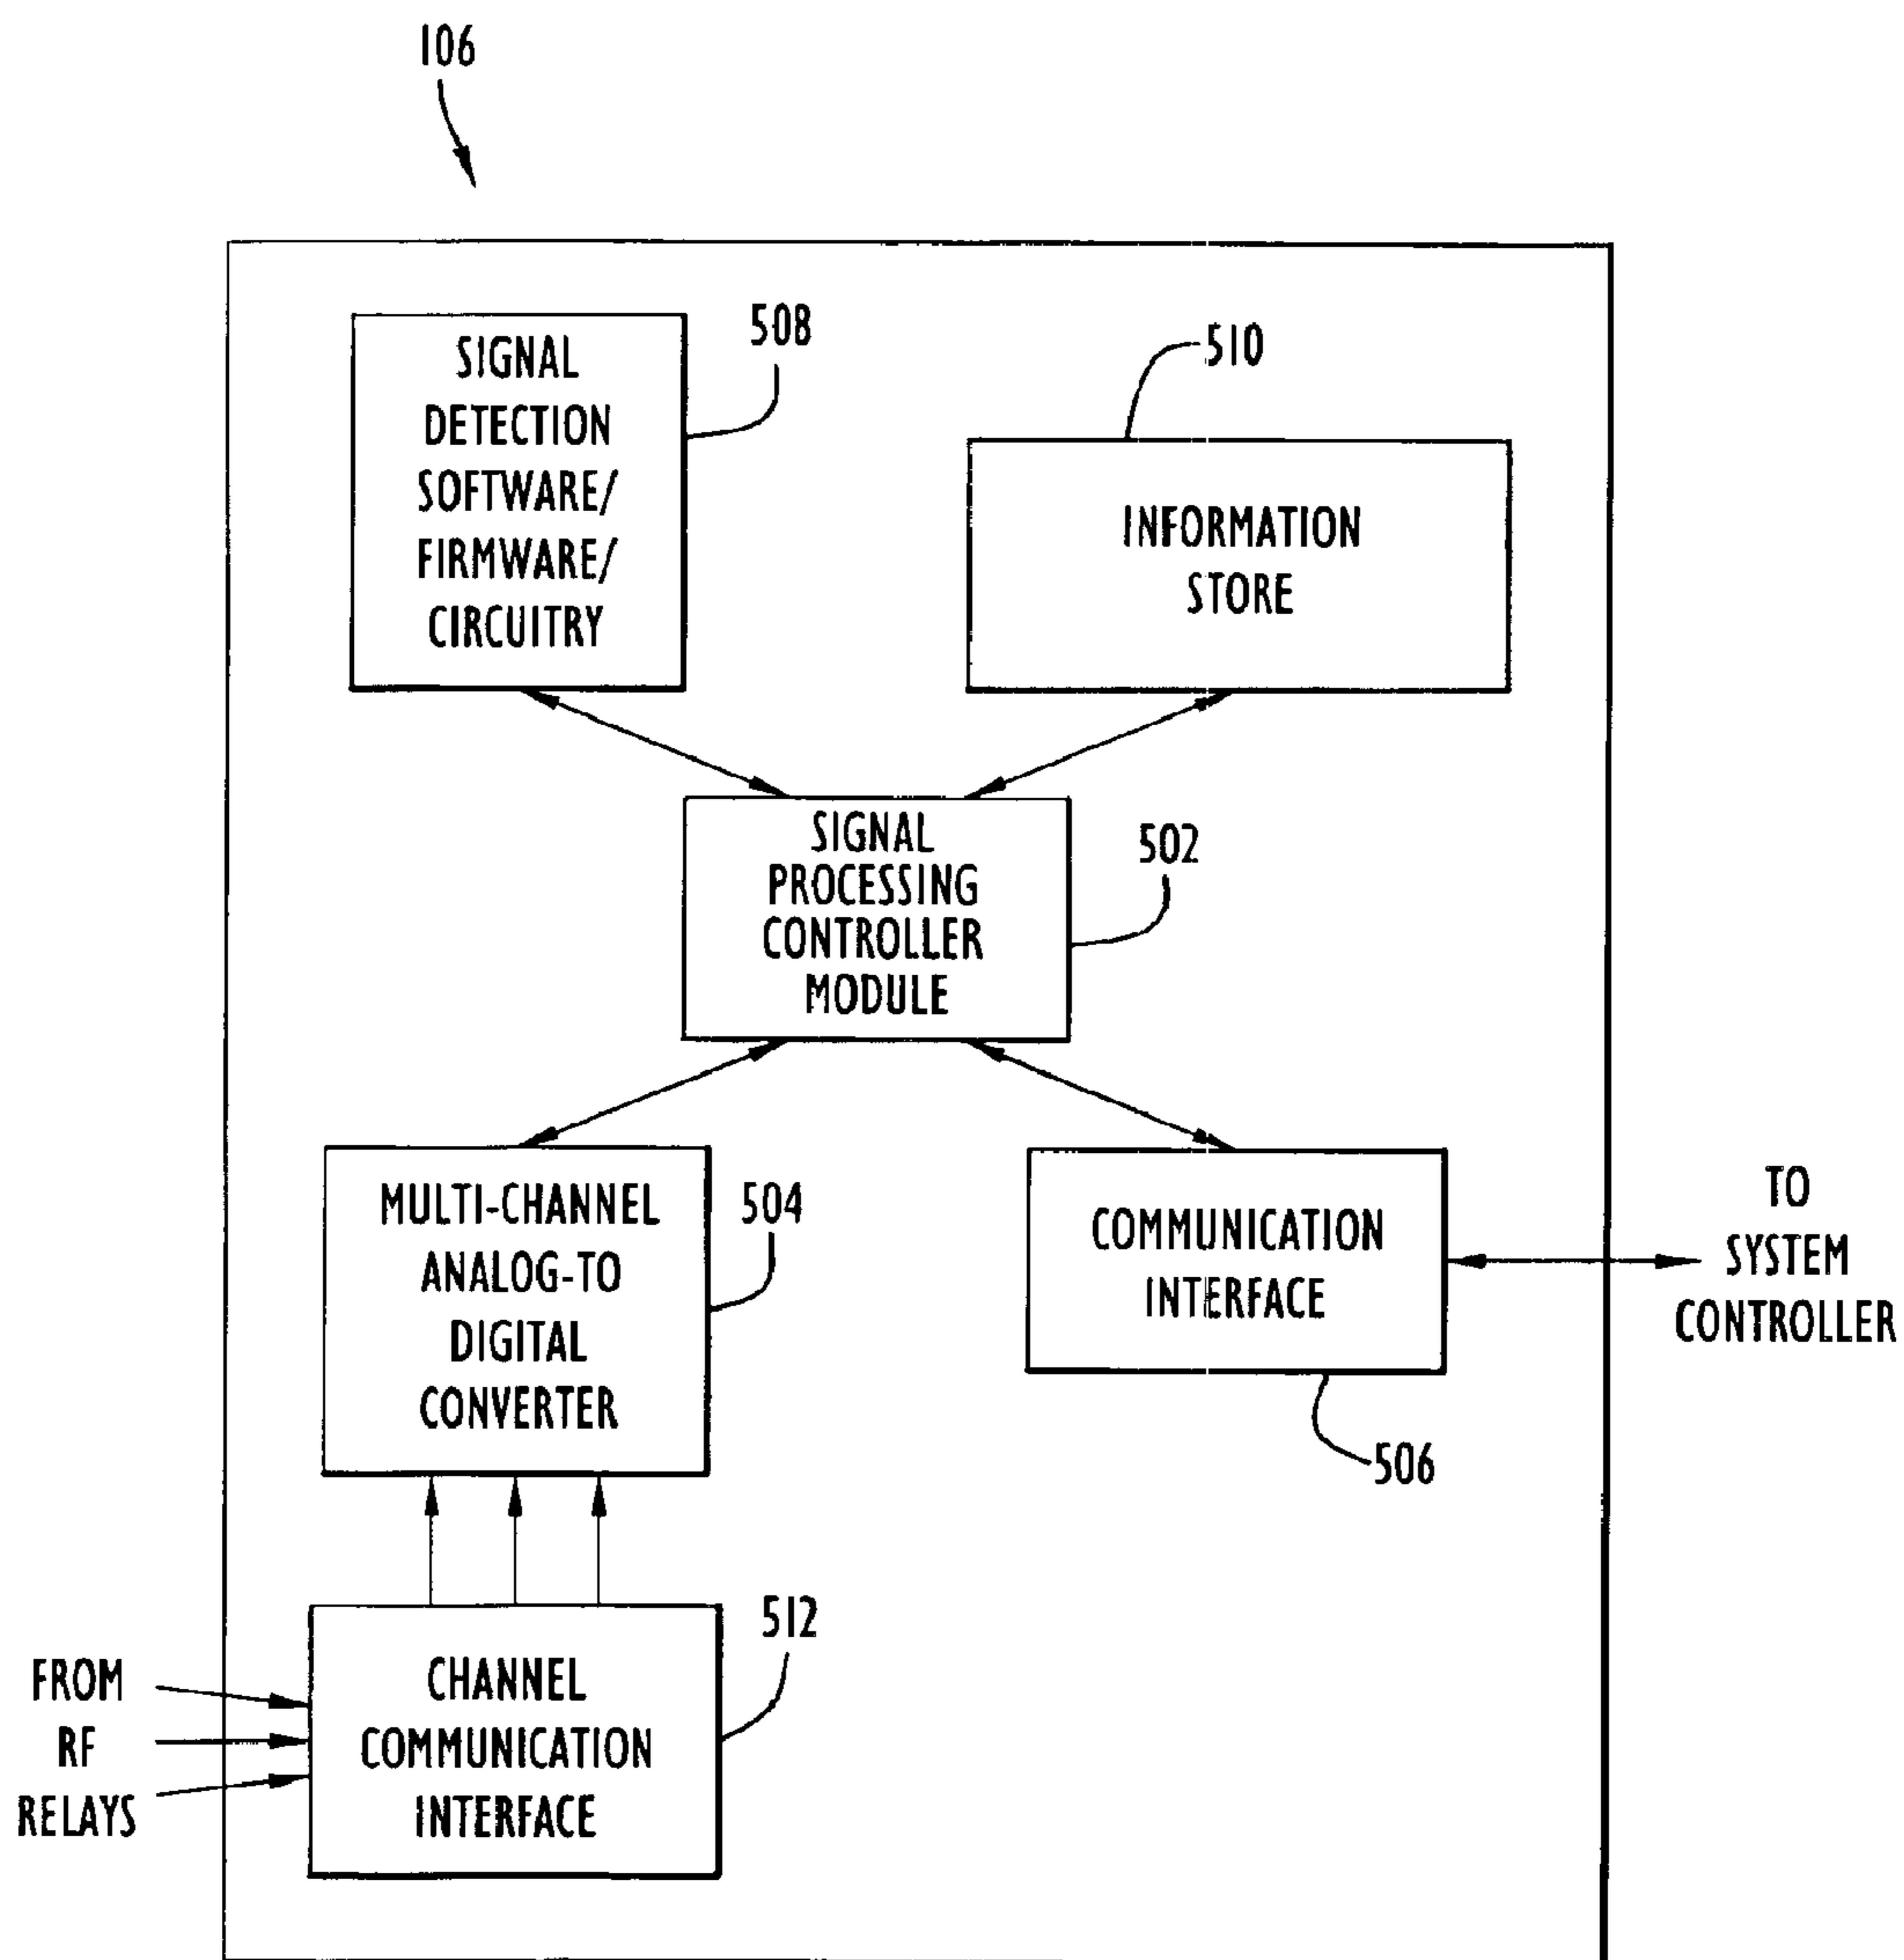 106
508
SIGNAL
DETECTION
SOFTWARE/
FIRMWARE/
CIRCUITRY
510
INFORMATION
STORE
SIGNAL
PROCESSING
CONTROLLER
MODULE
502
MULTI-CHANNEL
ANALOG-TO
DIGITAL
CONVERTER
504
COMMUNICATION
INTERFACE
506
TO
SYSTEM
CONTROLLER
FROM
RF
RELAYS
CHANNEL
COMMUNICATION
INTERFACE
512